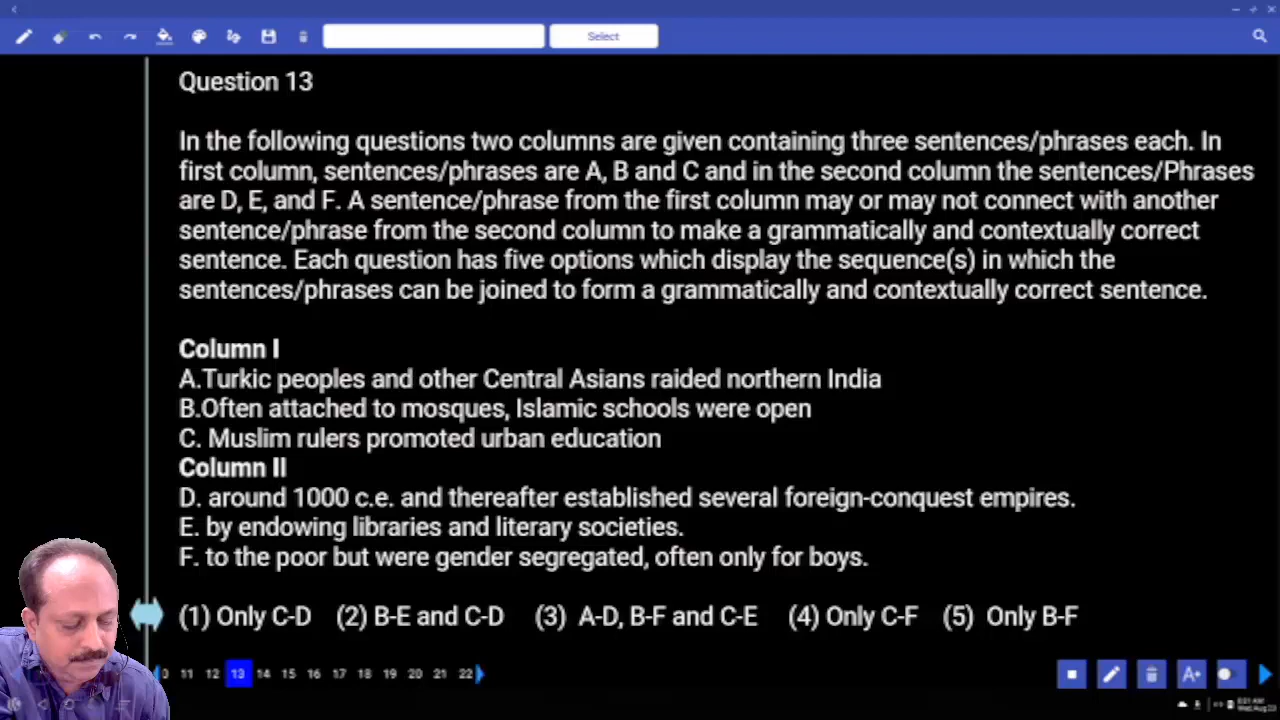 Select
Question 13
In the following questions two columns are given containing three sentences/phrases each. In
first column, sentences/phrases are A, B and C and in the second column the sentences/Phrases
are D, E, and F. A sentence/phrase from the first column may or may not connect with another
sentence/phrase from the second column to make a grammatically and contextually correct
sentence. Each question has five options which display the sequence(s) in which the
sentences/phrases can be joined to form a grammatically and contextually correct sentence.
Column I
A.Turkic peoples and other Central Asians raided northern India
B.Often attached to mosques, Islamic schools were open
C. Muslim rulers promoted urban education
Column II
D. around 1000 c.e. and thereafter established several foreign-conquest empires.
E. by endowing libraries and literary societies.
F. to the poor but were gender segregated, often only for boys.
(1) Only C-D (2) B-E and C-D (3) A-D, B-F and C-E (4) Only C-F (5) Only B-F
0 11 12 13 14 15 16 17 18 19 20 21 22
A+